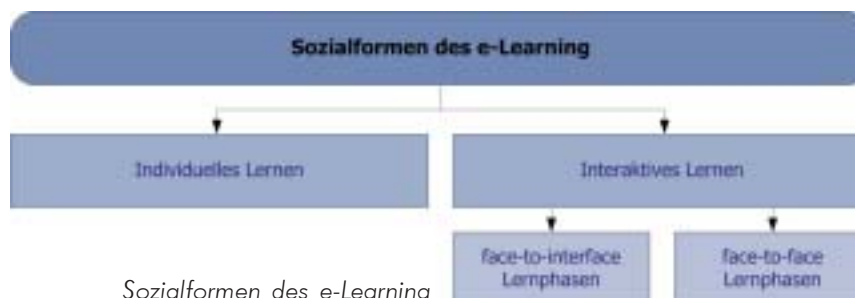 Sozialformen des e-Learning
Individuelles Lernen
Interaktives Lernen
face-to-interface
Lernphasen
face-to-face
Lernphasen
Sozialformen des e-Learning